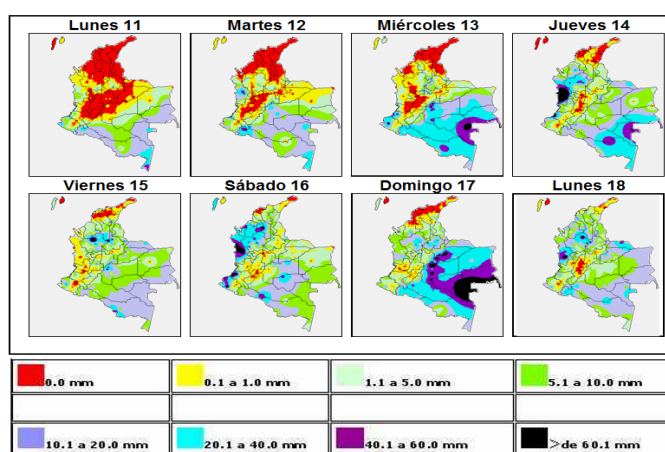 Lunes 11 Martes 12 Miércoles 13 Jueves 14
Viernes 15 Sábado 16 Domingo 17 Lunes 18
0.0 mm 0.1 a 1.0 mm 1.1 a 5.0 mm 5.1 a 10.0 mm
10.1 a 20.0 mm 20.1 a 40.0 mm 40.1 a 60.0 mm > de 60.1 mm